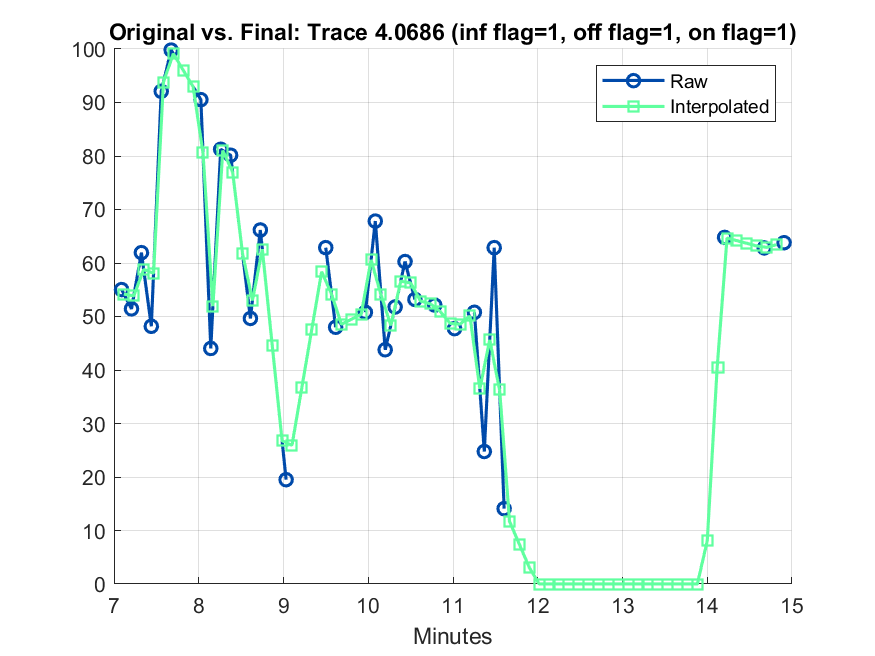 Original vs. Final: Trace 4.0686 (inf flag=1, off flag=1, on flag=1)
100
90
80
70
60
50
40
30
20
10
0
Raw
Interpolated
7 8 9 10 11 12 13 14 15
Minutes